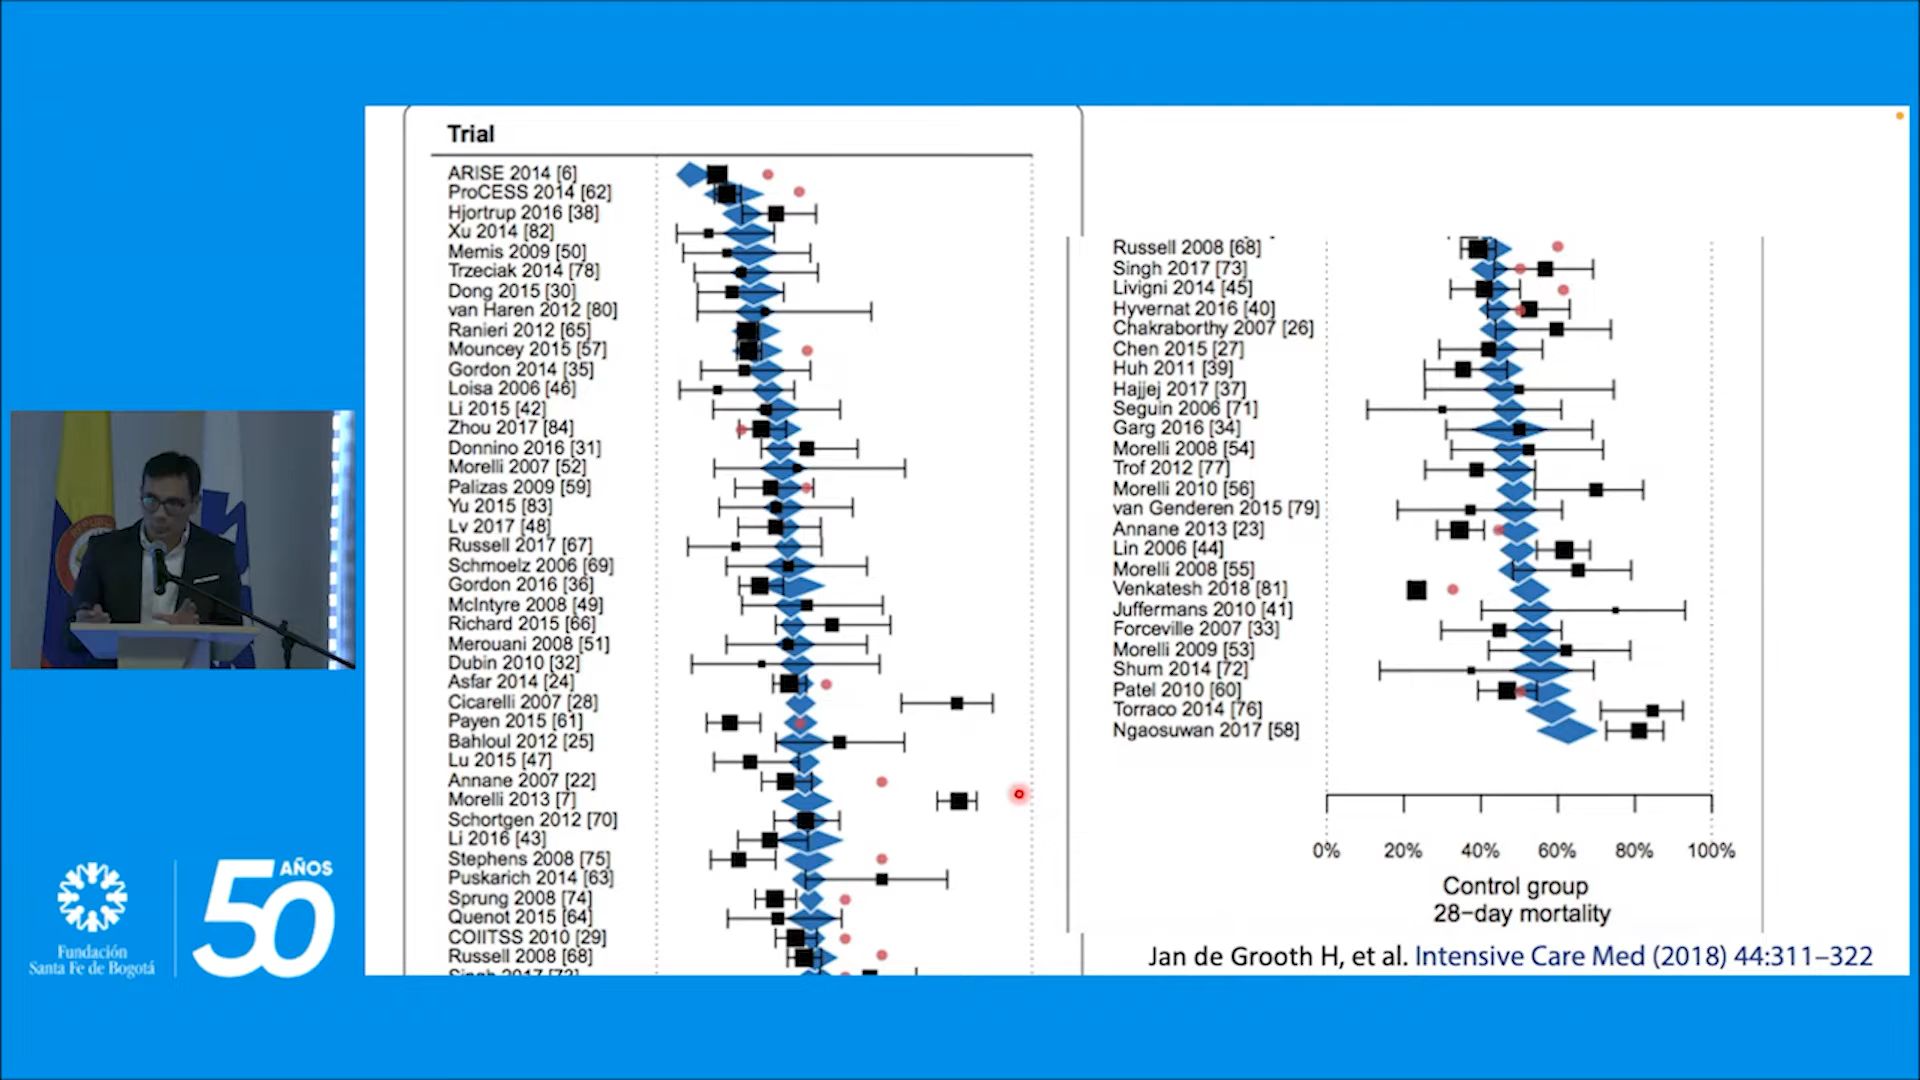 Trial
ARISE 2014 [6]
ProCESS 2014 [62]
Hjortrup 2016 [38]
Xu 2014 [82]
Memis 2009 [50]
Trzeciak 2014 [78]
Dong 2015 [30]
van Haren 2012 [80]
Ranieri 2012 [65]
Mouncey 2015 [57]
Gordon 2014 [35]
Loisa 2006 [46]
Li 2015 [42]
Zhou 2017 [84]
Donnino 2016 [31]
Morelli 2007 [52]
Palizas 2009 [59]
Yu 2015 [83]
Lv 2017 [48]
Russell 2017 [67]
Schmoelz 2006 [69]
Gordon 2016 [36]
McIntyre 2008 [49]
Richard 2015 [66]
Merouani 2008 [51]
Dubin 2010 [32]
Asfar 2014 [24]
Cicarelli 2007 [28]
Payen 2015 [61]
Bahloul 2012 [25]
Lu 2015 [47]
Annane 2007 [22]
Morelli 2013 [7]
Schortgen 2012 [70]
Li 2016 [43]
Stephens 2008 [75]
Puskarich 2014 [63]
Sprung 2008 [74]
Quenot 2015 [64]
COIITSS 2010 [29]
Russell 2008 [68]
Singh 2017 [73]
Russell 2008 [68]
Singh 2017 [73]
Livigni 2014 [45]
Hyvernat 2016 [40]
Chakraborthy 2007 [26]
Chen 2015 [27]
Huh 2011 [39]
Hajjej 2017 [37]
Seguin 2006 [71]
Garg 2016 [34]
Morelli 2008 [54]
Trof 2012 [77]
Morelli 2010 [56]
van Genderen 2015 [79]
Annane 2013 [23]
Lin 2006 [44]
Morelli 2008 [55]
Venkatesh 2018 [81]
Juffermans 2010 [41]
Forceville 2007 [33]
Morelli 2009 [53]
Shum 2014 [72]
Patel 2010 [60]
Torraco 2014 [76]
Ngaosuwan 2017 [58]
0% 20% 40% 60% 80% 100%
Control group
28-day mortality
Jan de Grooth H, et al. Intensive Care Med (2018) 44:311–322
Fundación
Santa Fe de Bogotá
50 AÑOS